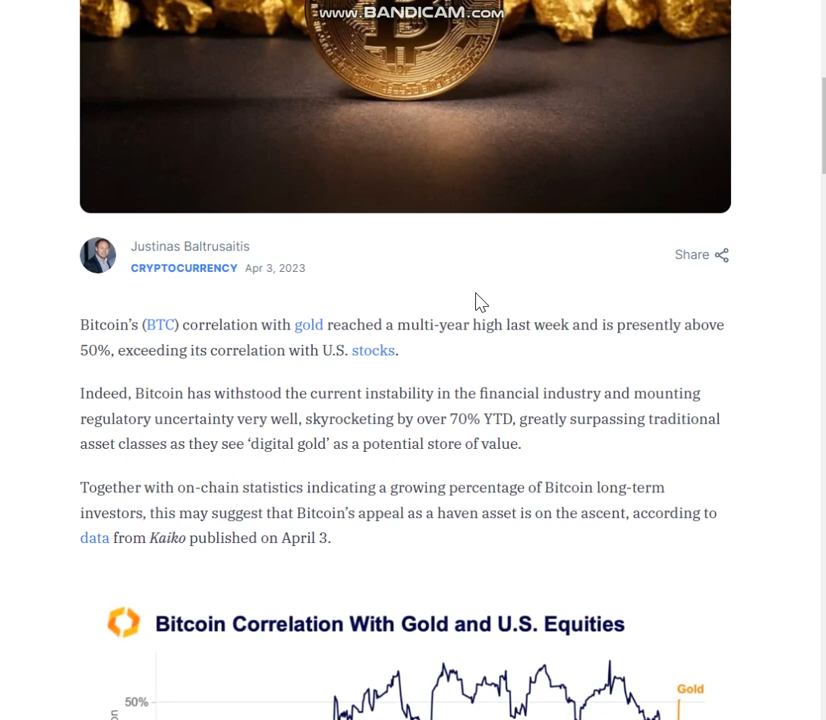 www.BANDICAM.com
Justinas Baltrusaitis
CRYPTOCURRENCY Apr 3, 2023
Share
Bitcoin’s (BTC) correlation with gold reached a multi-year high last week and is presently above
50%, exceeding its correlation with U.S. stocks.
Indeed, Bitcoin has withstood the current instability in the financial industry and mounting
regulatory uncertainty very well, skyrocketing by over 70% YTD, greatly surpassing traditional
asset classes as they see ‘digital gold’ as a potential store of value.
Together with on-chain statistics indicating a growing percentage of Bitcoin long-term
investors, this may suggest that Bitcoin’s appeal as a haven asset is on the ascent, according to
data from Kaiko published on April 3.
Bitcoin Correlation With Gold and U.S. Equities
Gold
50%
on